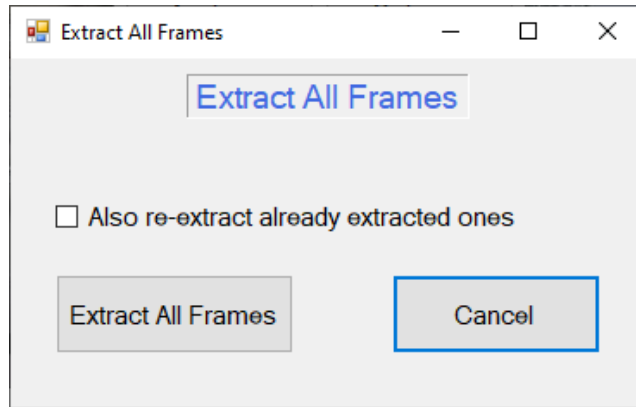 Extract All Frames
Extract All Frames
Also re-extract already extracted ones
Extract All Frames
Cancel